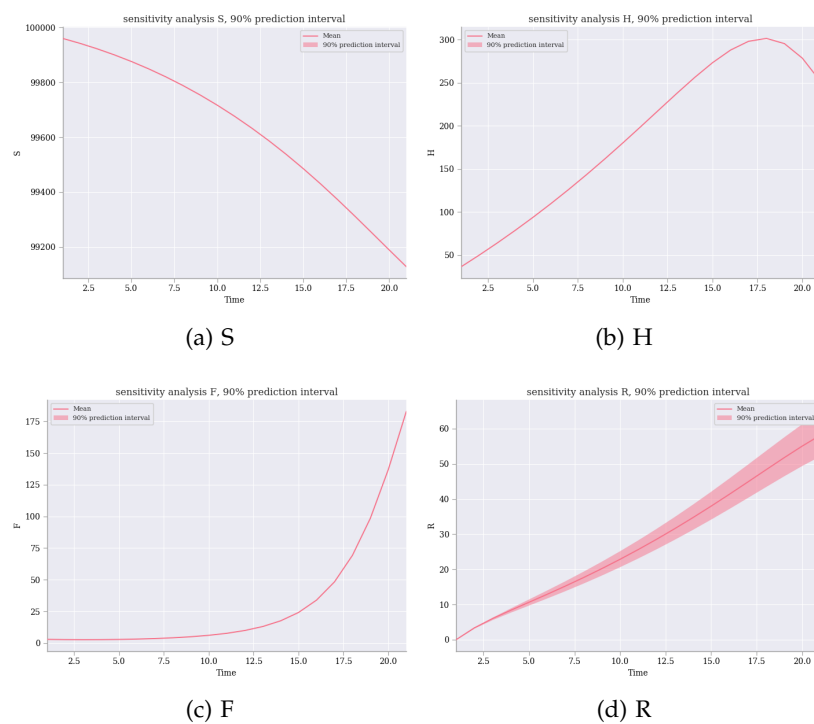 sensitivity analysis S, 90% prediction interval
100000
99800
99600
99400
99200
S
Mean
90% prediction interval
2.5 5.0 7.5 10.0 12.5 15.0 17.5 20.0
Time
(a) S
sensitivity analysis H, 90% prediction interval
300
250
200
150
100
50
H
Mean
90% prediction interval
2.5 5.0 7.5 10.0 12.5 15.0 17.5 20.0
Time
(b) H
sensitivity analysis F, 90% prediction interval
175
150
125
100
75
50
25
0
F
Mean
90% prediction interval
2.5 5.0 7.5 10.0 12.5 15.0 17.5 20.0
Time
(c) F
sensitivity analysis R, 90% prediction interval
60
50
40
30
20
10
0
R
Mean
90% prediction interval
2.5 5.0 7.5 10.0 12.5 15.0 17.5 20.0
Time
(d) R